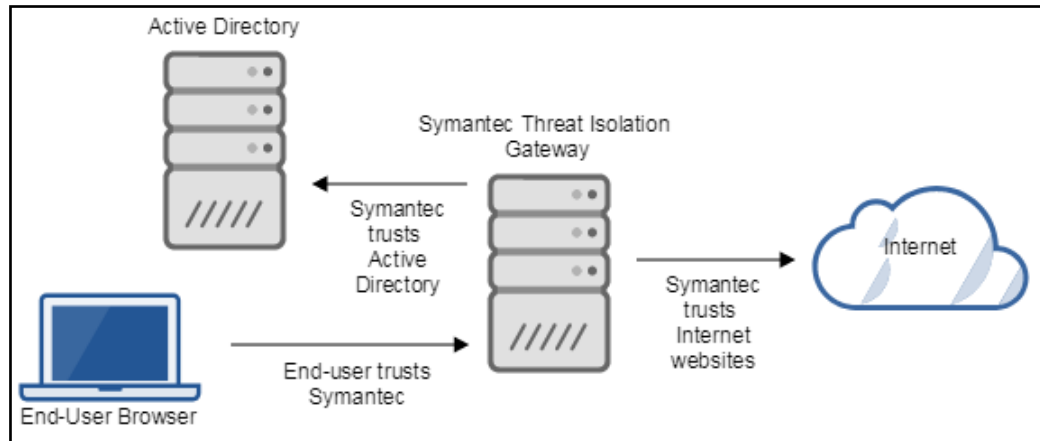 Active Directory
Symantec Threat Isolation
Gateway
Symantec
trusts
Active
Directory
Internet
Symantec
trusts
Internet
websites
End-user trusts
Symantec
End-User Browser